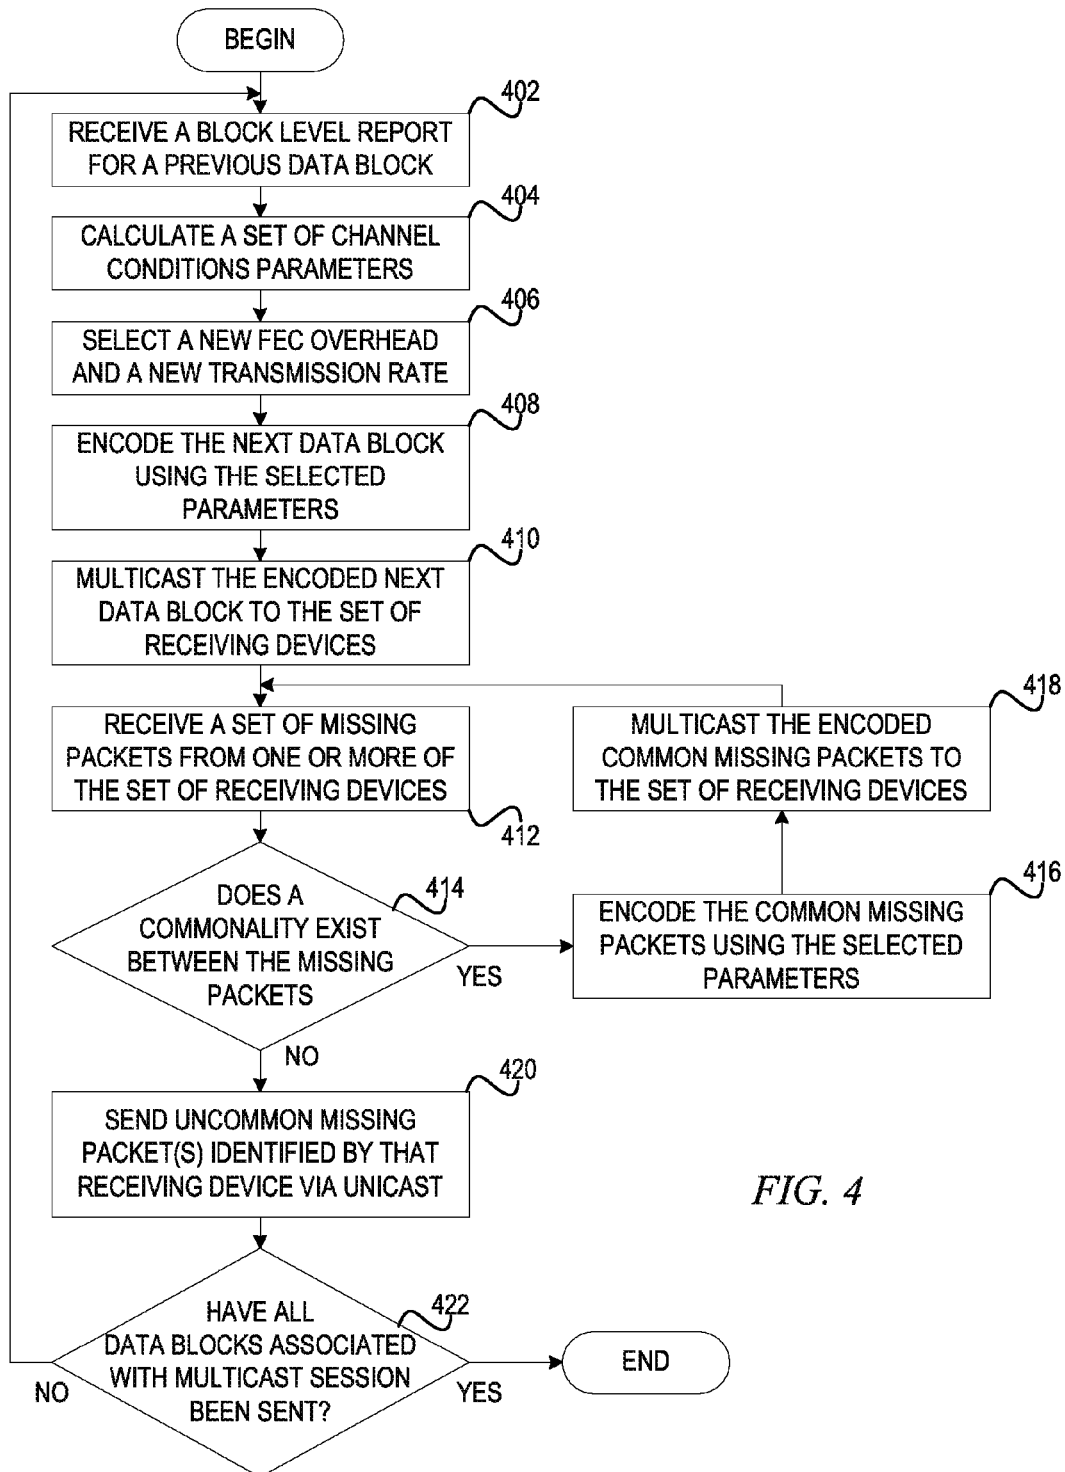 BEGIN
402
RECEIVE A BLOCK LEVEL REPORT
FOR A PREVIOUS DATA BLOCK
404
CALCULATE A SET OF CHANNEL
CONDITIONS PARAMETERS
406
SELECT A NEW FEC OVERHEAD
AND A NEW TRANSMISSION RATE
408
ENCODE THE NEXT DATA BLOCK
USING THE SELECTED
PARAMETERS
410
MULTICAST THE ENCODED NEXT
DATA BLOCK TO THE SET OF
RECEIVING DEVICES
RECEIVE A SET OF MISSING
PACKETS FROM ONE OR MORE OF
THE SET OF RECEIVING DEVICES
412
418
MULTICAST THE ENCODED
COMMON MISSING PACKETS TO
THE SET OF RECEIVING DEVICES
414
DOES A
COMMONALITY EXIST
BETWEEN THE MISSING
PACKETS
YES
416
ENCODE THE COMMON MISSING
PACKETS USING THE SELECTED
PARAMETERS
NO
420
SEND UNCOMMON MISSING
PACKET(S) IDENTIFIED BY THAT
RECEIVING DEVICE VIA UNICAST
FIG. 4
422
HAVE ALL
DATA BLOCKS ASSOCIATED
WITH MULTICAST SESSION
BEEN SENT?
NO
YES
END